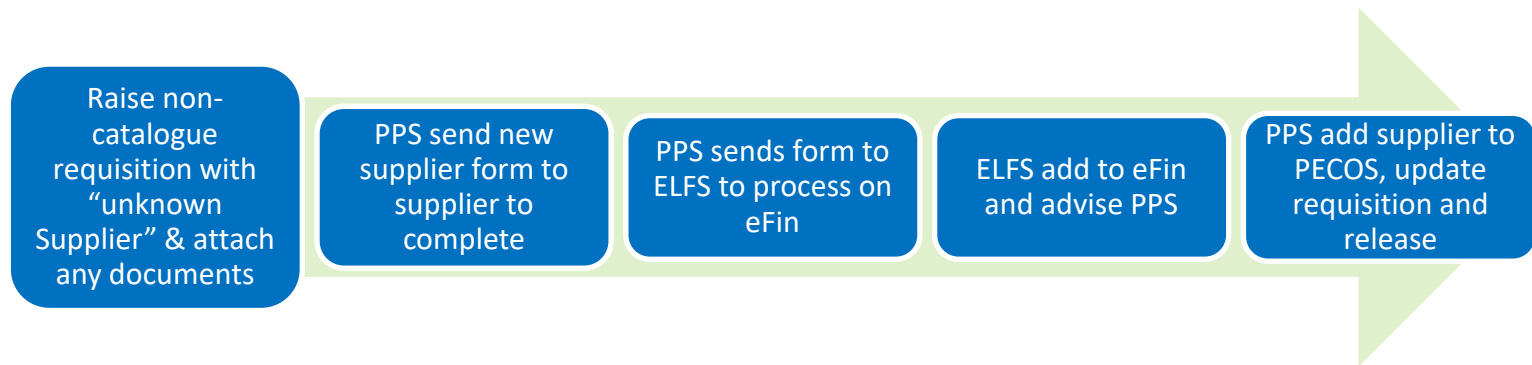 Raise non-
catalogue
requisition with
“unknown
Supplier” & attach
any documents
PPS send new
supplier form to
supplier to
complete
PPS sends form to
ELFS to process on
eFin
ELFS add to eFin
and advise PPS
PPS add supplier to
PECOS, update
requisition and
release